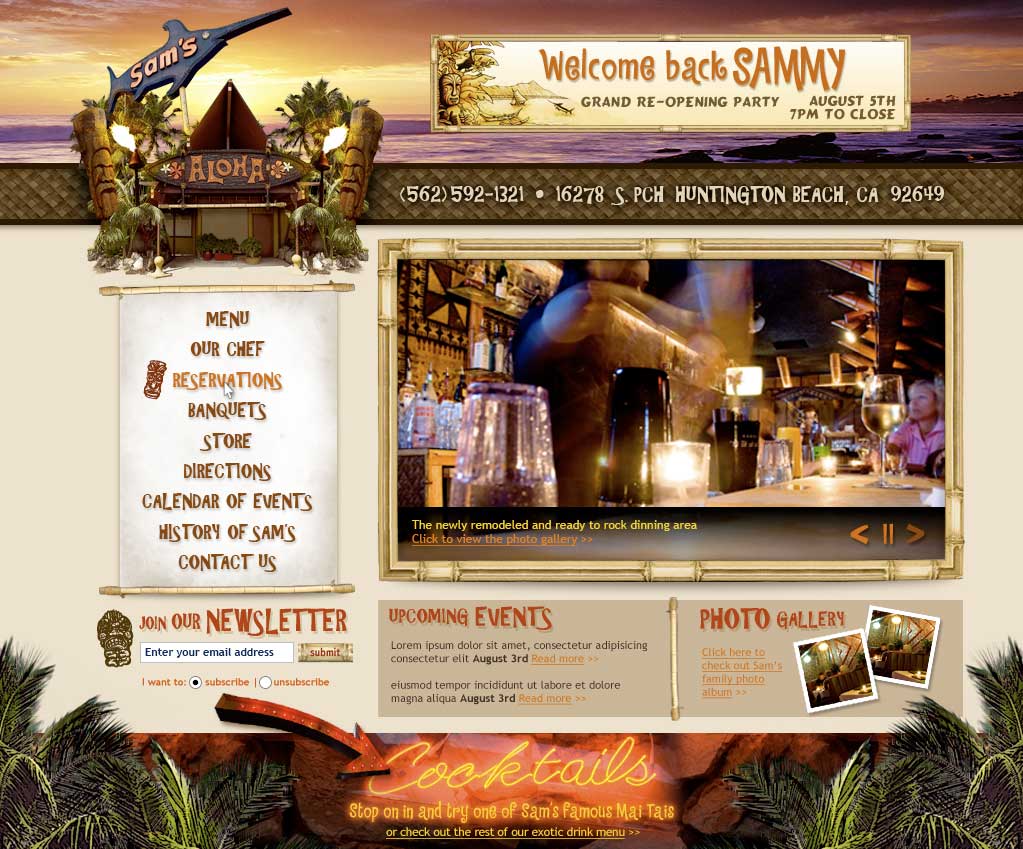 Sam's
ALOHA
Welcome back SAMMY
GRAND RE-OPENING PARTY
AUGUST 5TH
7PM TO CLOSE
(562) 592-1321 • 16278 S. PCH HUNTINGTON BEACH, CA 92649
MENU
OUR CHEF
RESERVATIONS
BANQUETS
STORE
DIRECTIONS
CALENDAR OF EVENTS
HISTORY OF SAM'S
CONTACT US
The newly remodeled and ready to rock dinning area
Click to view the photo gallery >>
JOIN OUR NEWSLETTER
Enter your email address
submit
I want to: subscribe | unsubscribe
UPCOMING EVENTS
Lorem ipsum dolor sit amet, consectetur adipisicing
consectetur elit August 3rd Read more >>
eiusmod tempor incididunt ut labore et dolore
magna aliqua August 3rd Read more >>
PHOTO GALLERY
Click here to
check out Sam's
family photo
album >>
Cocktails
Stop on in and try one of Sam's famous Mai Tais
or check out the rest of our exotic drink menu >>